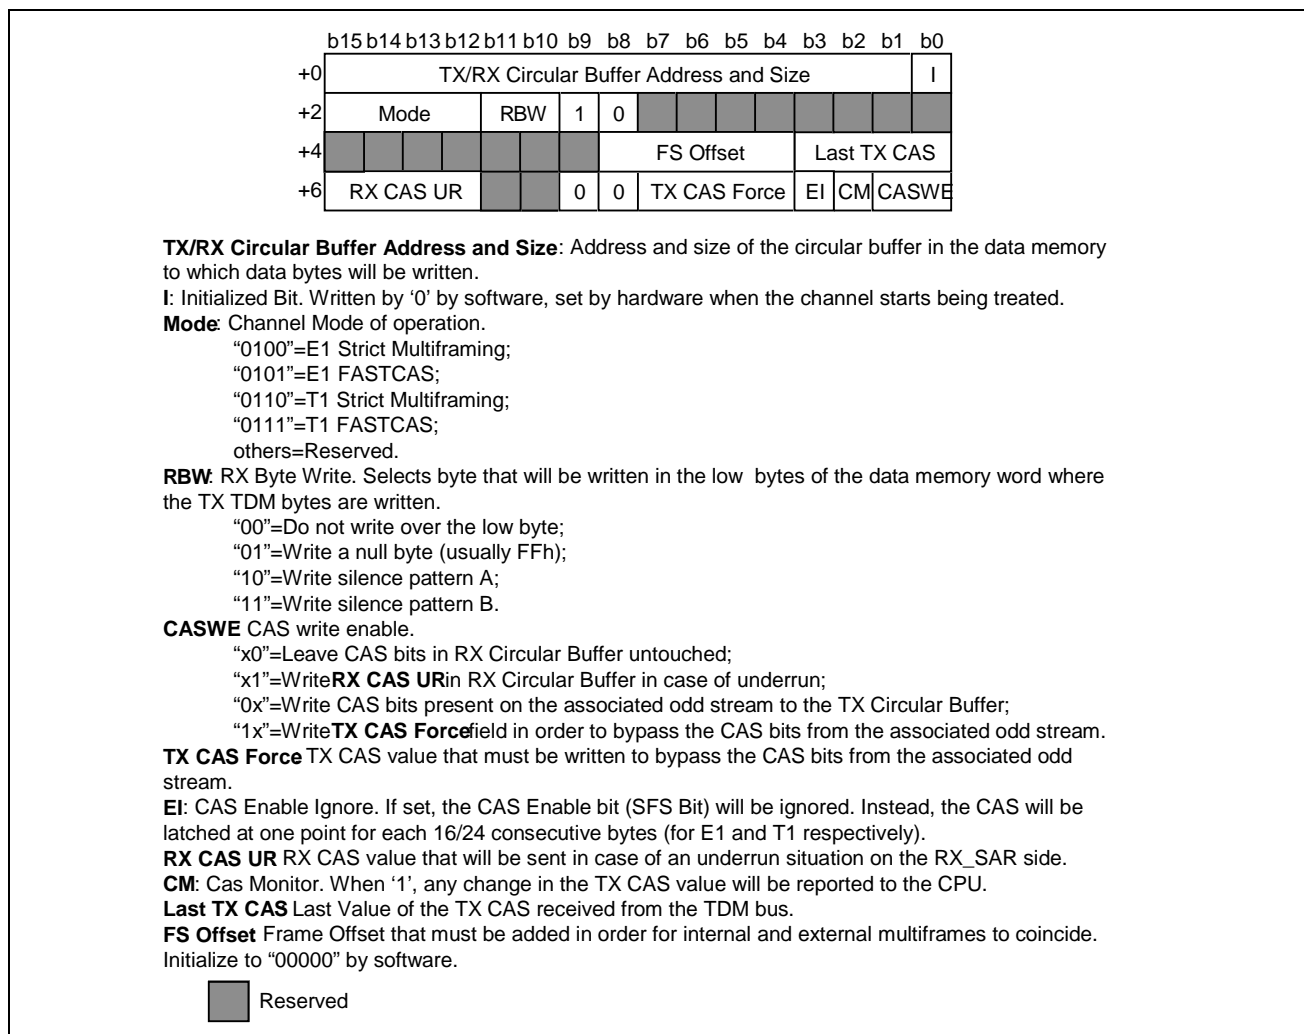 b15 b14 b13 b12 b11 b10 b9 b8 b7 b6 b5 b4 b3 b2 b1 b0
+0 TX/RX Circular Buffer Address and Size I
+2 Mode RBW 1 0
+4 FS Offset Last TX CAS
+6 RX CAS UR 0 0 TX CAS Force EI CM CASWE
TX/RX Circular Buffer Address and Size: Address and size of the circular buffer in the data memory
to which data bytes will be written.
I: Initialized Bit. Written by ‘0’ by software, set by hardware when the channel starts being treated.
Mode: Channel Mode of operation.
“0100”=E1 Strict Multiframing;
“0101”=E1 FASTCAS;
“0110”=T1 Strict Multiframing;
“0111”=T1 FASTCAS;
others=Reserved.
RBW: RX Byte Write. Selects byte that will be written in the low bytes of the data memory word where
the TX TDM bytes are written.
“00”=Do not write over the low byte;
“01”=Write a null byte (usually FFh);
“10”=Write silence pattern A;
“11”=Write silence pattern B.
CASWE CAS write enable.
“x0”=Leave CAS bits in RX Circular Buffer untouched;
“x1”=Write RX CAS UR in RX Circular Buffer in case of underrun;
“0x”=Write CAS bits present on the associated odd stream to the TX Circular Buffer;
“1x”=Write TX CAS Force field in order to bypass the CAS bits from the associated odd stream.
TX CAS Force TX CAS value that must be written to bypass the CAS bits from the associated odd
stream.
EI: CAS Enable Ignore. If set, the CAS Enable bit (SFS Bit) will be ignored. Instead, the CAS will be
latched at one point for each 16/24 consecutive bytes (for E1 and T1 respectively).
RX CAS UR RX CAS value that will be sent in case of an underrun situation on the RX_SAR side.
CM: Cas Monitor. When ‘1’, any change in the TX CAS value will be reported to the CPU.
Last TX CAS Last Value of the TX CAS received from the TDM bus.
FS Offset Frame Offset that must be added in order for internal and external multiframes to coincide.
Initialize to “00000” by software.
Reserved